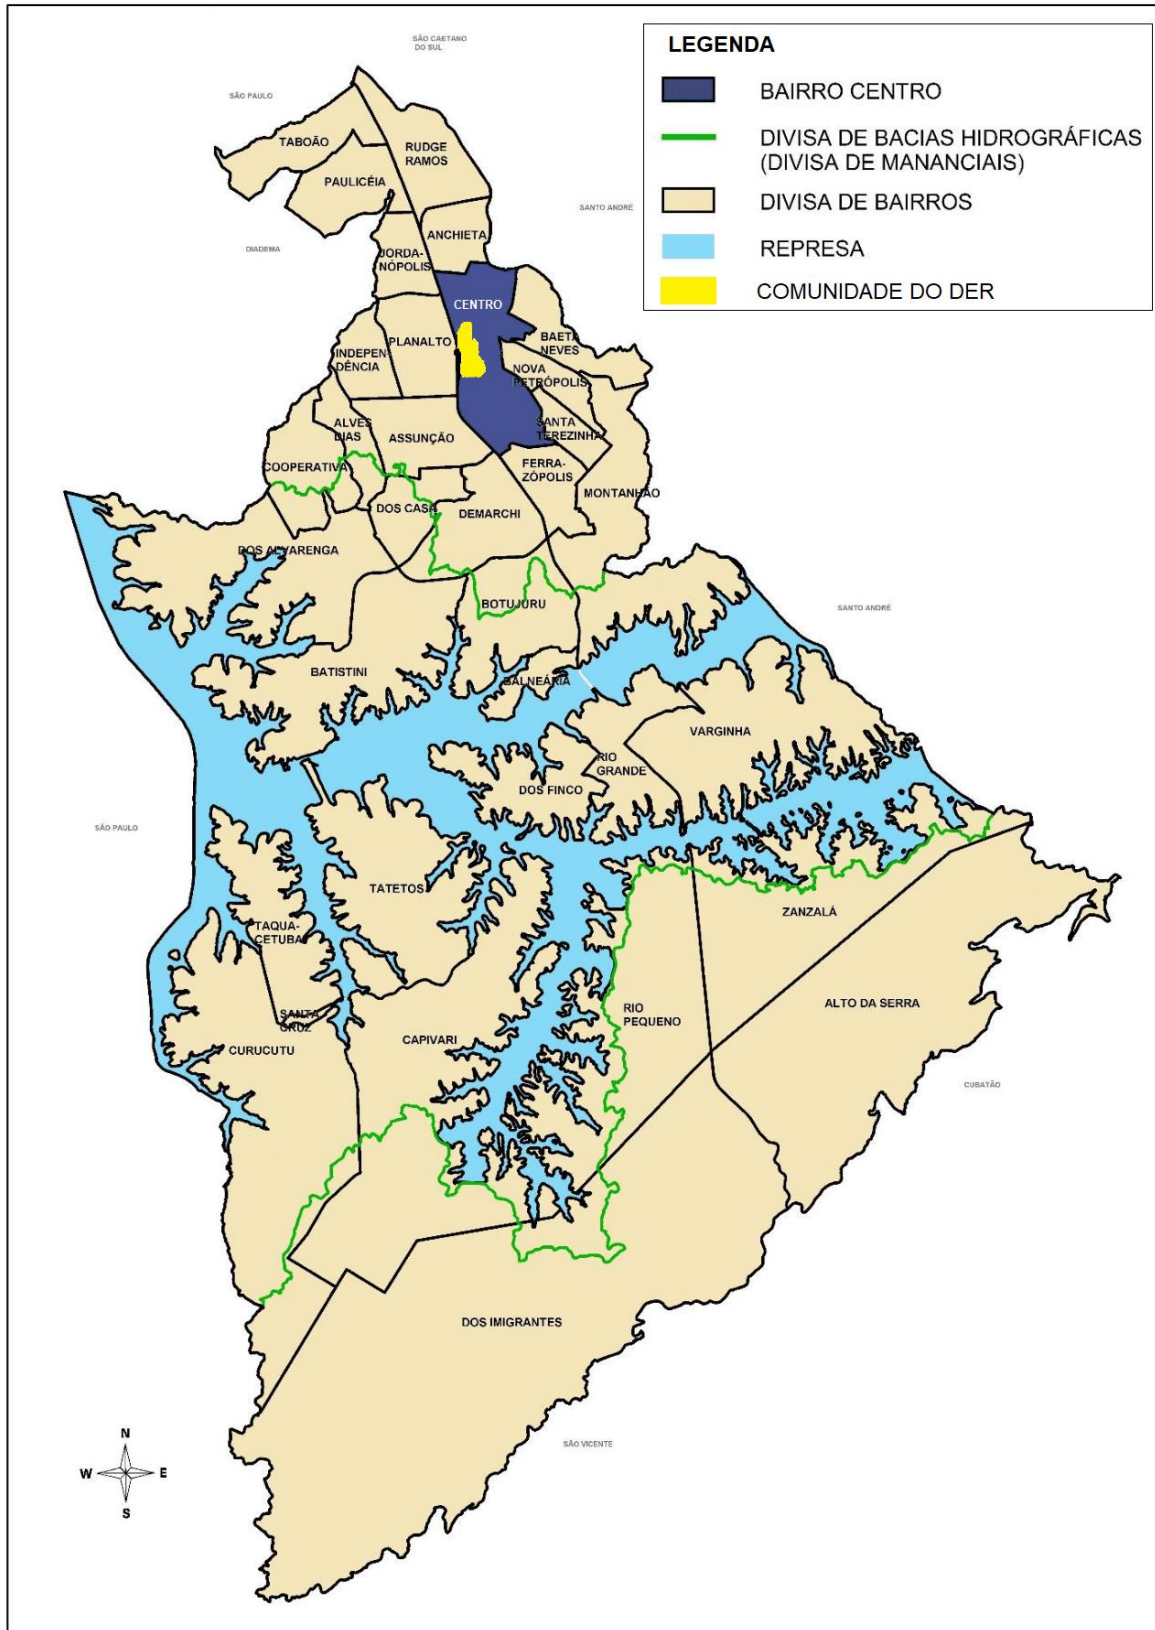 SÃO CAETANO
DO SUL
LEGENDA
BAIRRO CENTRO
DIVISA DE BACIAS HIDROGRÁFICAS
(DIVISA DE MANANCIAIS)
DIVISA DE BAIRROS
REPRESA
COMUNIDADE DO DER
SÃO PAULO
TABOÃO
RUDGE
RAMOS
PAULICÉIA
SANTO ANDRÉ
ANCHIETA
DIADEMA
JORDA-
NÓPOLIS
CENTRO
PLANALTO
BAETA
NEVES
INDEPEN-
DÊNCIA
NOVA
PETRÓPOLIS
ALVES
DIAS
ASSUNÇÃO
SANTA
TEREZINHA
COOPERATIVA
FERRA-
ZÓPOLIS
MONTANHÃO
DOS CASA
DEMARCHI
DOS ALVARENGA
BOTUJURU
SANTO ANDRÉ
BATISTINI
BALNEÁRIA
VARGINHA
RIO
GRANDE
DOS FINCO
SÃO PAULO
TATETOS
ZANZALÁ
TAQUA-
CETUBA
ALTO DA SERRA
RIO
PEQUENO
SANTA
CRUZ
CAPIVARI
CURUCUTU
CUBATÃO
DOS IMIGRANTES
SÃO VICENTE
N
W
E
S